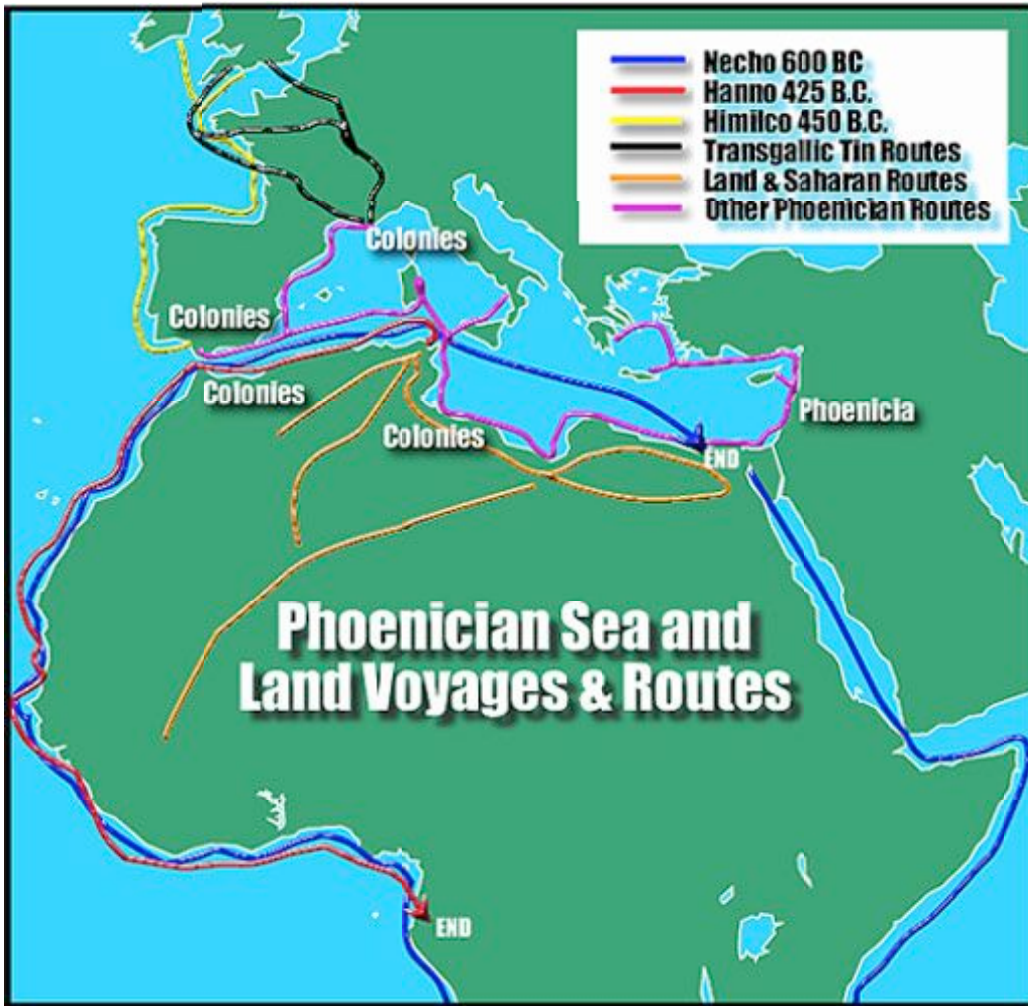 Necho 600 BC
Hanno 425 B.C.
Himilco 450 B.C.
Transgallic Tin Routes
Land & Saharan Routes
Other Phoenician Routes
Colonies
Colonies
Colonies
Phoenicia
Colonies
END
Phoenician Sea and
Land Voyages & Routes
END